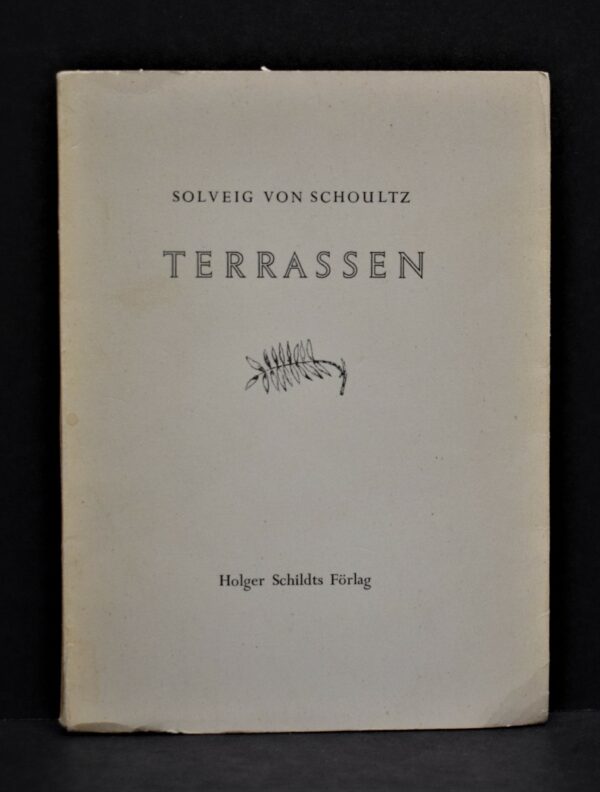 SOLVEIG VON SCHOULTZ
TERRASSEN
Holger Schildts Förlag